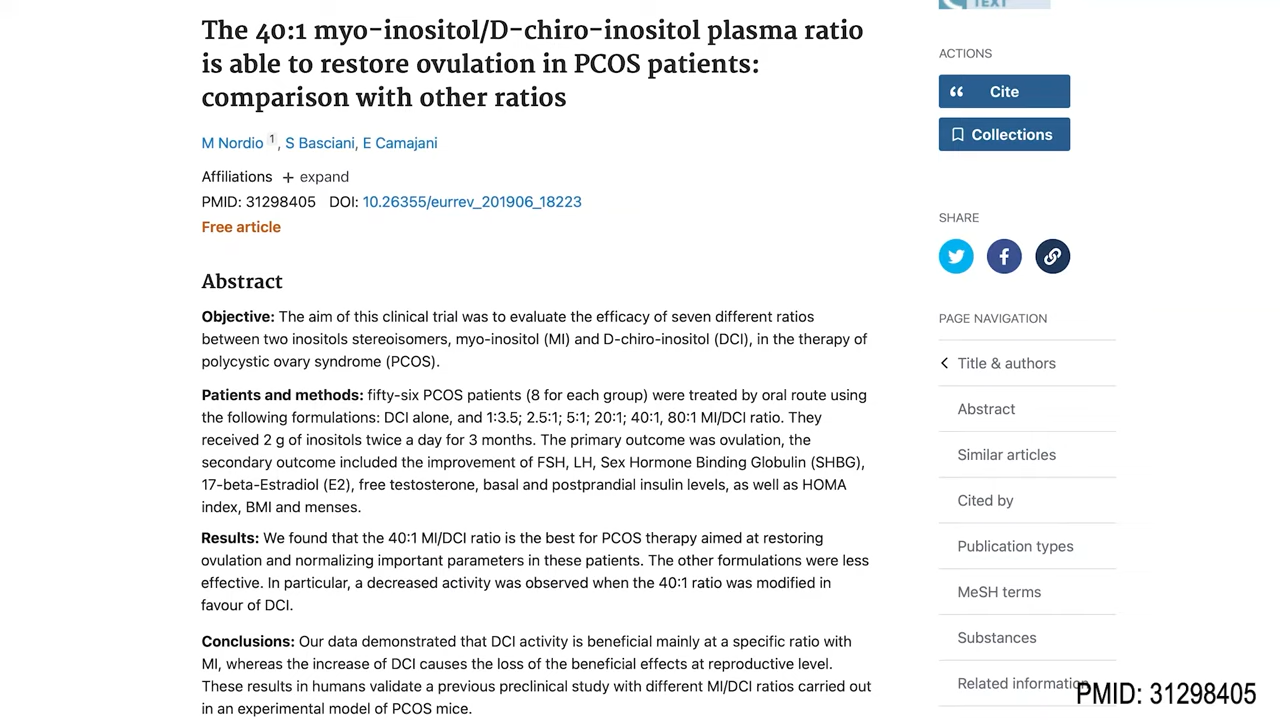 TEXT
The 40:1 myo-inositol/D-chiro-inositol plasma ratio
is able to restore ovulation in PCOS patients:
comparison with other ratios
M Nordio 1, S Basciani, E Camajani
Affiliations + expand
PMID: 31298405 DOI: 10.26355/eurrev_201906_18223
Free article
Abstract
Objective: The aim of this clinical trial was to evaluate the efficacy of seven different ratios
between two inositols stereoisomers, myo-inositol (MI) and D-chiro-inositol (DCI), in the therapy of
polycystic ovary syndrome (PCOS).
Patients and methods: fifty-six PCOS patients (8 for each group) were treated by oral route using
the following formulations: DCI alone, and 1:3.5; 2.5:1; 5:1; 20:1; 40:1, 80:1 MI/DCI ratio. They
received 2 g of inositols twice a day for 3 months. The primary outcome was ovulation, the
secondary outcome included the improvement of FSH, LH, Sex Hormone Binding Globulin (SHBG),
17-beta-Estradiol (E2), free testosterone, basal and postprandial insulin levels, as well as HOMA
index, BMI and menses.
Results: We found that the 40:1 MI/DCI ratio is the best for PCOS therapy aimed at restoring
ovulation and normalizing important parameters in these patients. The other formulations were less
effective. In particular, a decreased activity was observed when the 40:1 ratio was modified in
favour of DCI.
Conclusions: Our data demonstrated that DCI activity is beneficial mainly at a specific ratio with
MI, whereas the increase of DCI causes the loss of the beneficial effects at reproductive level.
These results in humans validate a previous preclinical study with different MI/DCI ratios carried out
in an experimental model of PCOS mice.
ACTIONS
Cite
Collections
SHARE
PAGE NAVIGATION
Title & authors
Abstract
Similar articles
Cited by
Publication types
MeSH terms
Substances
Related information
PMID: 31298405